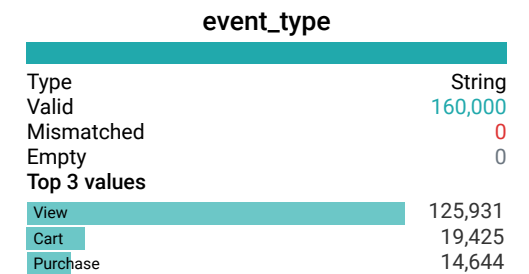 event_type
Type String
Valid 160,000
Mismatched 0
Empty 0
Top 3 values
View 125,931
Cart 19,425
Purchase 14,644